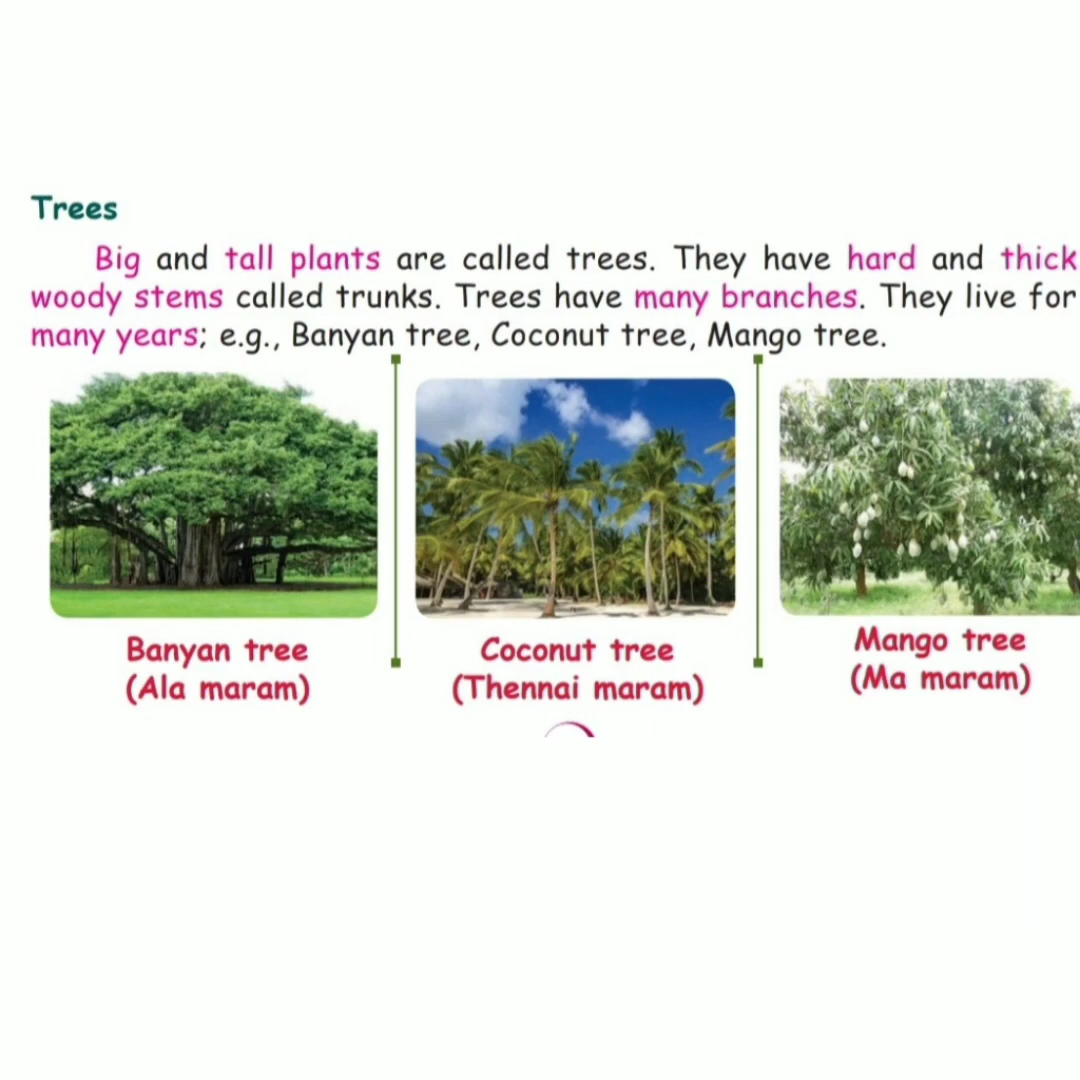 Trees
Big and tall plants are called trees. They have hard and thick
woody stems called trunks. Trees have many branches. They live for
many years; e.g., Banyan tree, Coconut tree, Mango tree.
Banyan tree
(Ala maram)
Coconut tree
(Thennai maram)
Mango tree
(Ma maram)